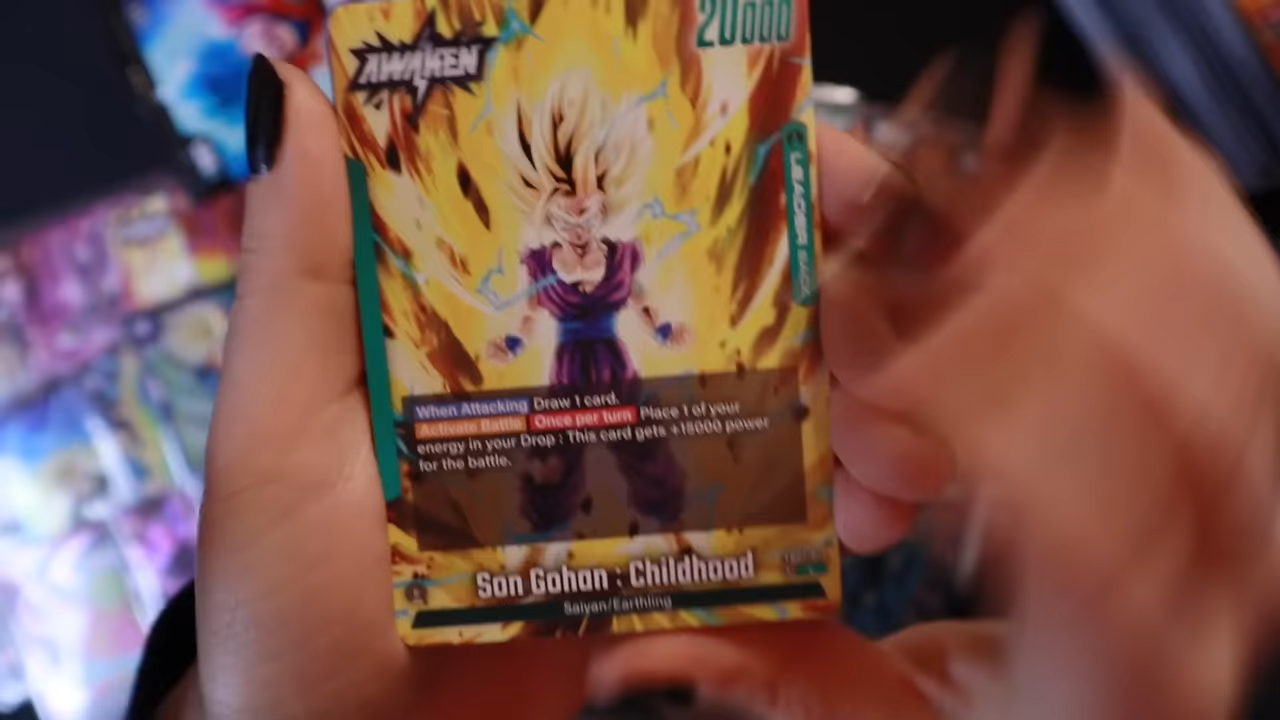 20000
AWAKEN
LEADER BACK
When Attacking Draw 1 card.
Activate Battle Once per turn Place 1 of your
energy in your Drop : This card gets +15000 power
for the battle.
Son Gohan : Childhood
Saiyan/Earthling